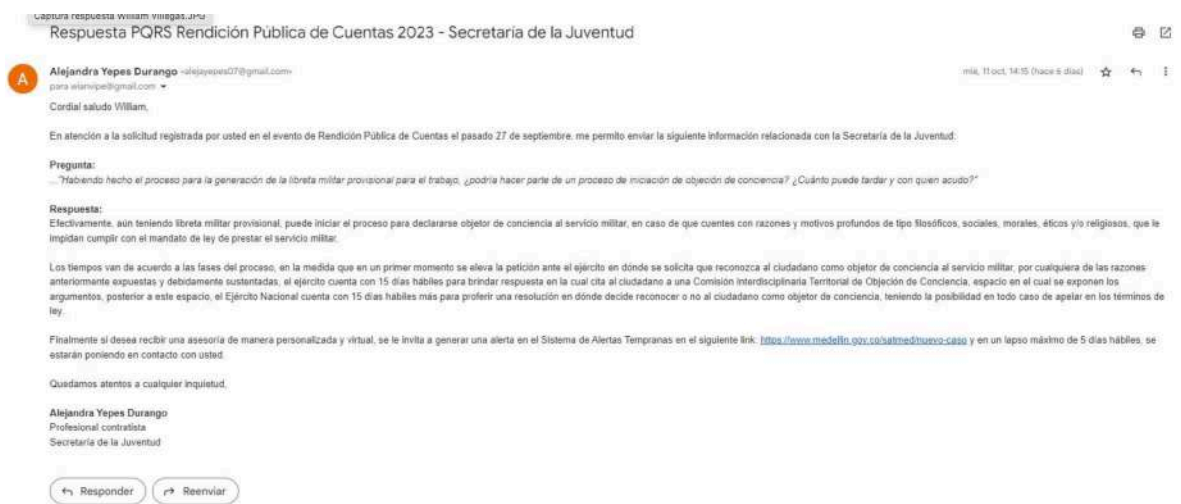 Captura respuesta William Villegas.JPG
Respuesta PQRS Rendición Pública de Cuentas 2023 - Secretaría de la Juventud
A
Alejandra Yepes Durango <alejayepes07@gmail.com>
mié, 11 oct, 14:15 (hace 6 días)
para wianvipe@gmail.com
Cordial saludo William,
En atención a la solicitud registrada por usted en el evento de Rendición Pública de Cuentas el pasado 27 de septiembre, me permito enviar la siguiente información relacionada con la Secretaría de la Juventud:
Pregunta:
..."Habiendo hecho el proceso para la generación de la libreta militar provisional para el trabajo, ¿podría hacer parte de un proceso de iniciación de objeción de conciencia? ¿Cuánto puede tardar y con quien acudo?"
Respuesta:
Efectivamente, aún teniendo libreta militar provisional, puede iniciar el proceso para declararse objetor de conciencia al servicio militar, en caso de que cuentes con razones y motivos profundos de tipo filosóficos, sociales, morales, éticos y/o religiosos, que le
impidan cumplir con el mandato de ley de prestar el servicio militar.
Los tiempos van de acuerdo a las fases del proceso, en la medida que en un primer momento se eleva la petición ante el ejército en dónde se solicita que reconozca al ciudadano como objetor de conciencia al servicio militar, por cualquiera de las razones
anteriormente expuestas y debidamente sustentadas, el ejercito cuenta con 15 días hábiles para brindar respuesta en la cual cita al ciudadano a una Comisión Interdisciplinaria Territorial de Objeción de Conciencia, espacio en el cual se exponen los
argumentos, posterior a este espacio, el Ejército Nacional cuenta con 15 días hábiles más para proferir una resolución en dónde decide reconocer o no al ciudadano como objetor de conciencia, teniendo la posibilidad en todo caso de apelar en los términos de
ley.
Finalmente si desea recibir una asesoría de manera personalizada y virtual, se le invita a generar una alerta en el Sistema de Alertas Tempranas en el siguiente link: https://www.medellin.gov.co/satmed/nuevo-caso y en un lapso máximo de 5 días hábiles, se
estarán poniendo en contacto con usted.
Quedamos atentos a cualquier inquietud,
Alejandra Yepes Durango
Profesional contratista
Secretaría de la Juventud
Responder
Reenviar